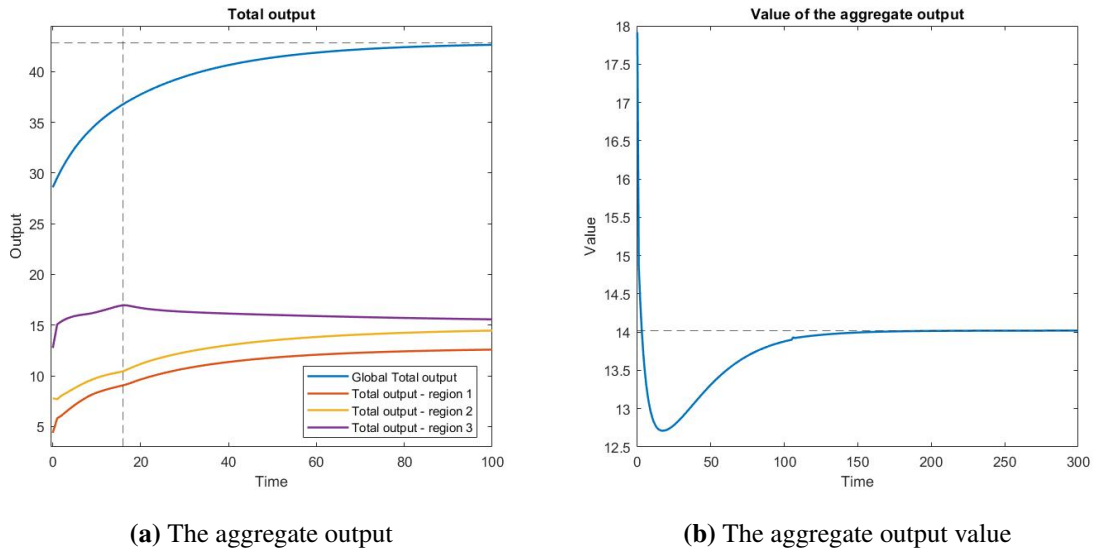 Total output
40
35
30
25
20
15
10
5
Output
0
20
40
60
80
100
Time
Global Total output
Total output - region 1
Total output - region 2
Total output - region 3
(a) The aggregate output
Value of the aggregate output
18
17.5
17
16.5
16
15.5
15
14.5
14
13.5
13
12.5
Value
0
50
100
150
200
250
300
Time
(b) The aggregate output value